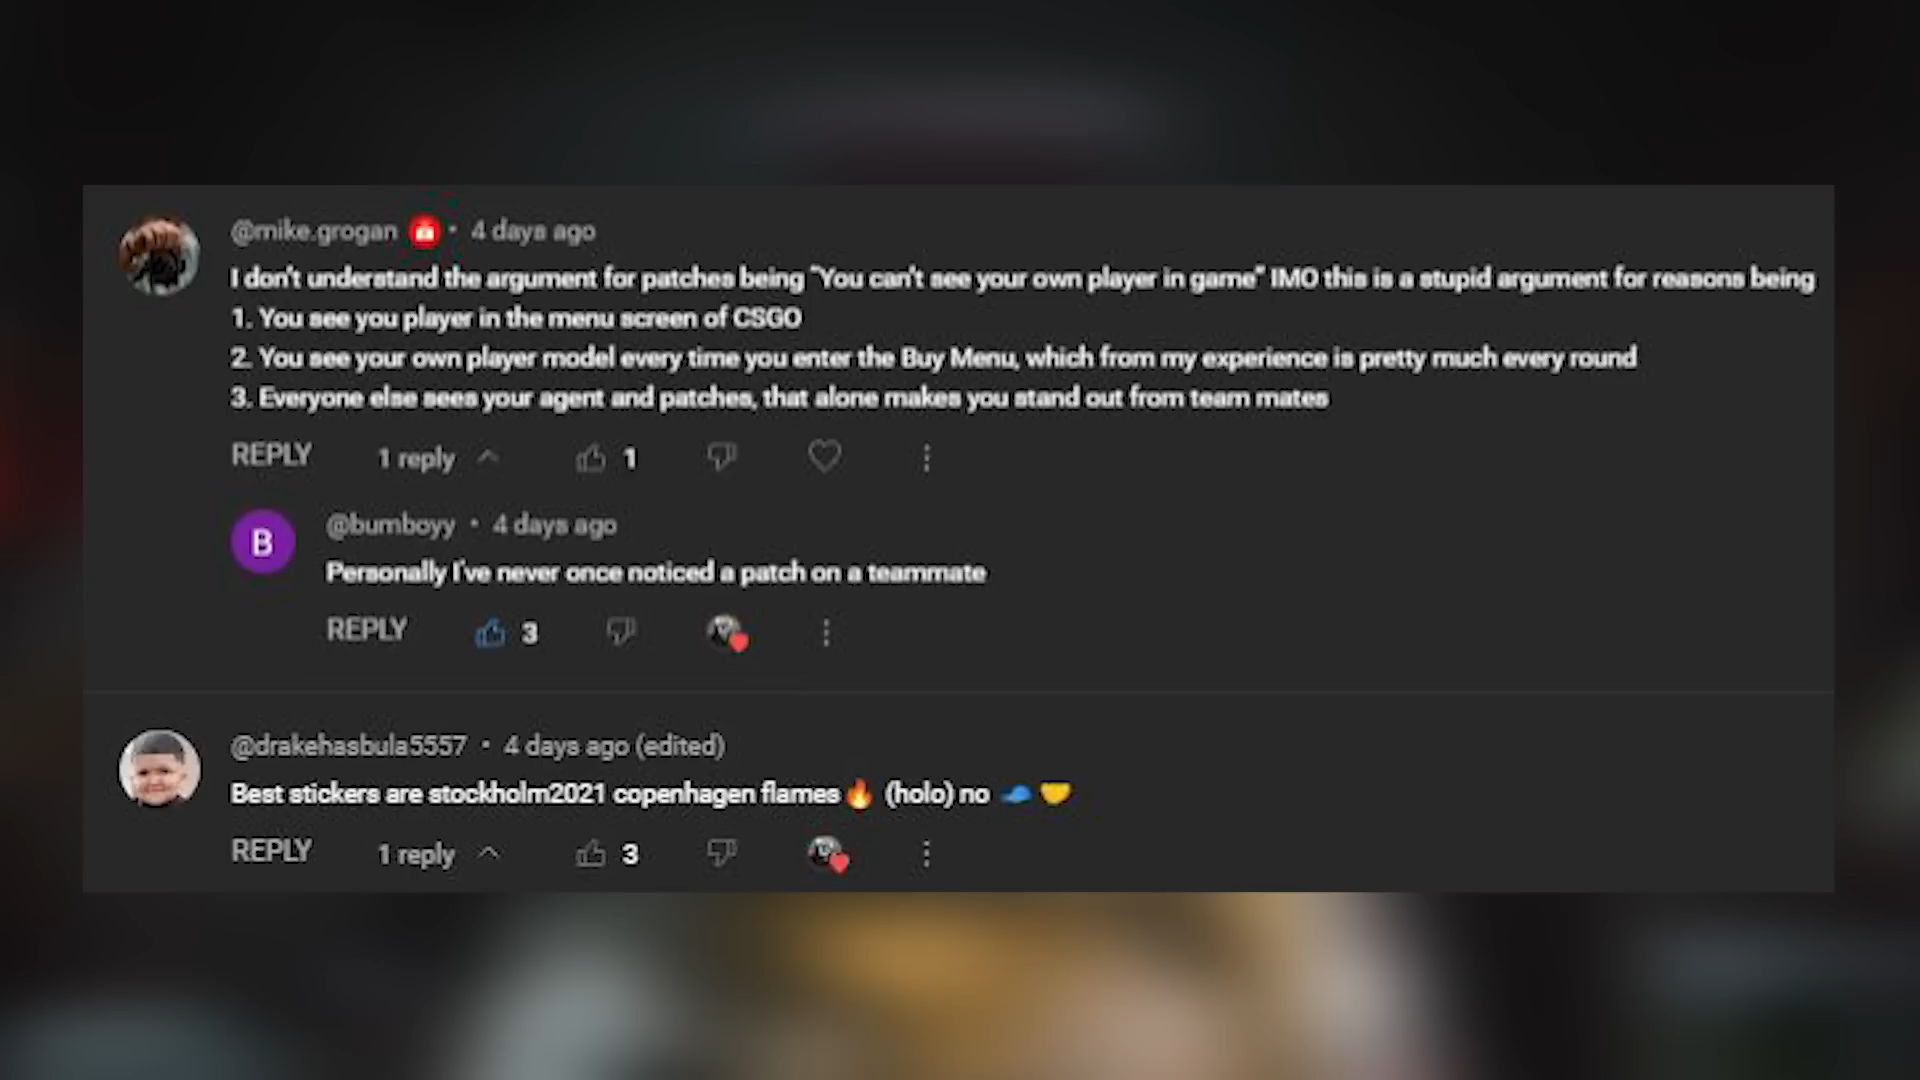 @mike.grogan • 4 days ago
I don't understand the argument for patches being "You can't see your own player in game" IMO this is a stupid argument for reasons being
1. You see you player in the menu screen of CSGO
2. You see your own player model every time you enter the Buy Menu, which from my experience is pretty much every round
3. Everyone else sees your agent and patches, that alone makes you stand out from team mates
REPLY 1 reply 1
B
@bumboyy • 4 days ago
Personally I've never once noticed a patch on a teammate
REPLY 3
@drakehasbula5557 • 4 days ago (edited)
Best stickers are stockholm2021 copenhagen flames🔥 (holo) no 🧢 🤝
REPLY 1 reply 3